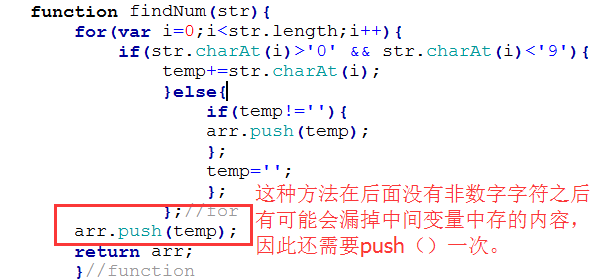 function findNum(str){
for(var i=0;i<str.length;i++){
if(str.charAt(i)>'0' && str.charAt(i)<'9'){
temp+=str.charAt(i);
}else{
if(temp!=''){
arr.push(temp);
};
temp='';
};
};//for
arr.push(temp);
return arr;
}//function
这种方法在后面没有非数字字符之后
有可能会漏掉中间变量中存的内容，
因此还需要push（）一次。